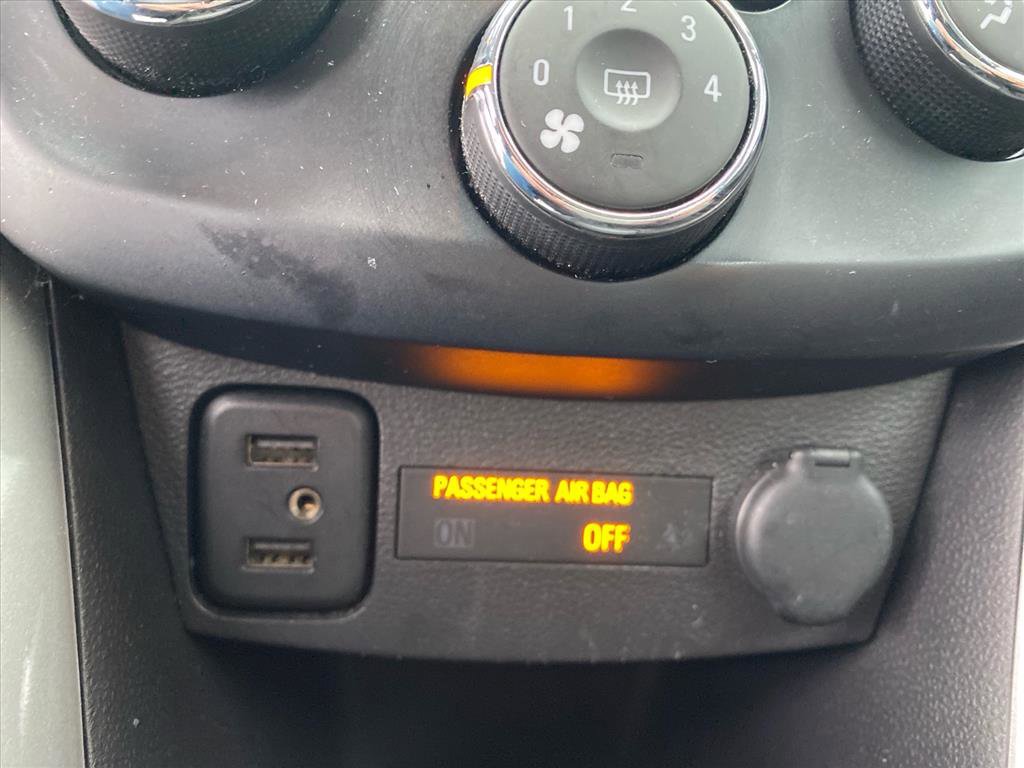 0 1 2 3 4
PASSENGER AIR BAG
ON OFF